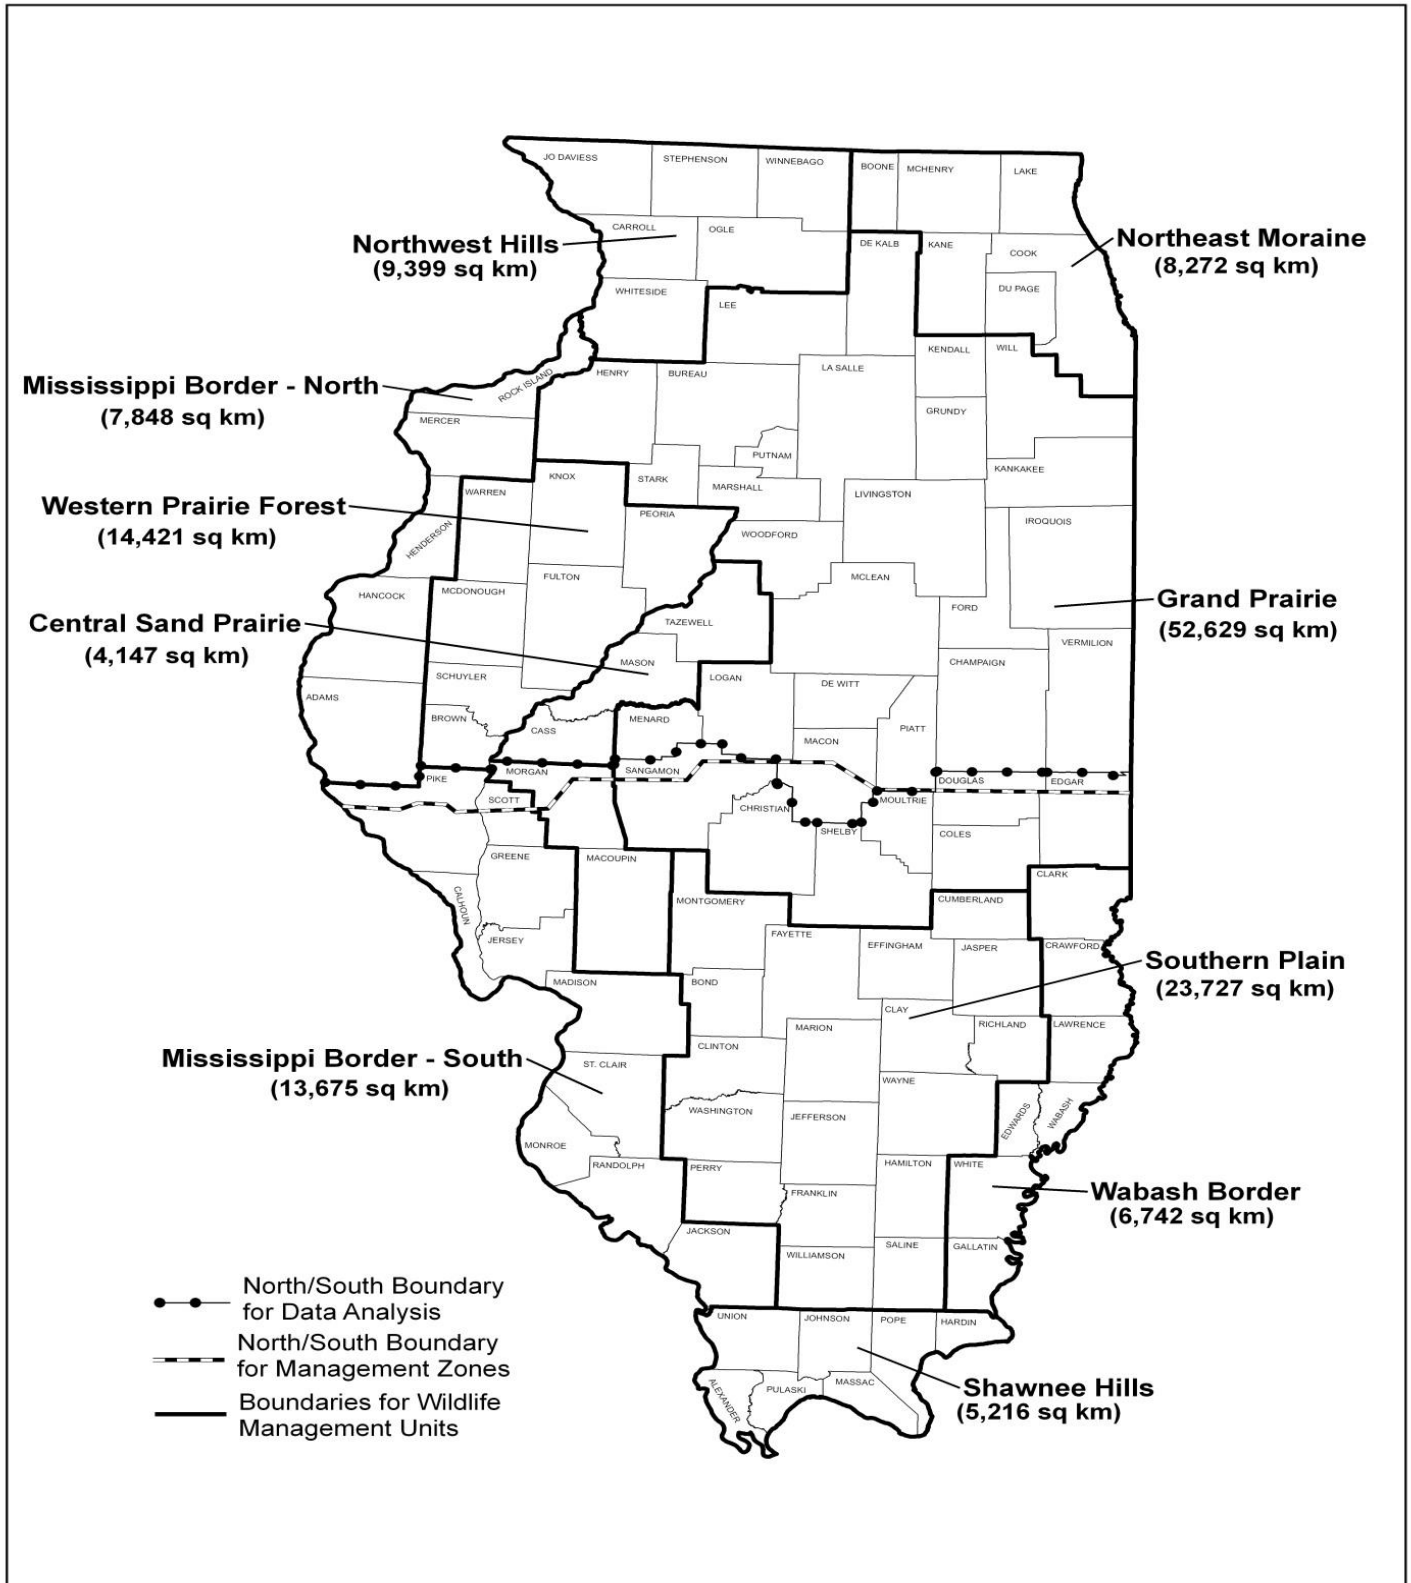 JO DAVIESS
STEPHENSON
WINNEBAGO
BOONE
MCHENRY
LAKE
CARROLL
OGLE
DE KALB
KANE
COOK
Northwest Hills
(9,399 sq km)
Northeast Moraine
(8,272 sq km)
WHITESIDE
LEE
DU PAGE
KENDALL
WILL
Mississippi Border - North
(7,848 sq km)
ROCK ISLAND
HENRY
BUREAU
LA SALLE
MERCER
GRUNDY
PUTNAM
KANKAKEE
Western Prairie Forest
(14,421 sq km)
WARREN
KNOX
STARK
MARSHALL
LIVINGSTON
PEORIA
IROQUOIS
HENDERSON
WOODFORD
HANCOCK
MCDONOUGH
FULTON
MCLEAN
FORD
Grand Prairie
(52,629 sq km)
Central Sand Prairie
(4,147 sq km)
TAZEWELL
VERMILION
MASON
CHAMPAIGN
ADAMS
SCHUYLER
LOGAN
DE WITT
BROWN
CASS
MENARD
PIATT
MACON
PIKE
MORGAN
SANGAMON
DOUGLAS
EDGAR
SCOTT
CHRISTIAN
MOULTRIE
SHELBY
COLES
GREENE
MACOUPIN
CLARK
CALHOUN
MONTGOMERY
CUMBERLAND
JERSEY
FAYETTE
EFFINGHAM
JASPER
CRAWFORD
Southern Plain
(23,727 sq km)
MADISON
BOND
CLAY
MARION
RICHLAND
LAWRENCE
Mississippi Border - South
(13,675 sq km)
ST. CLAIR
CLINTON
WAYNE
WASHINGTON
JEFFERSON
EDWARDS
WABASH
MONROE
RANDOLPH
PERRY
HAMILTON
WHITE
FRANKLIN
Wabash Border
(6,742 sq km)
JACKSON
WILLIAMSON
SALINE
GALLATIN
UNION
JOHNSON
POPE
HARDIN
ALEXANDER
PULASKI
MASSAC
Shawnee Hills
(5,216 sq km)
North/South Boundary
for Data Analysis
North/South Boundary
for Management Zones
Boundaries for Wildlife
Management Units